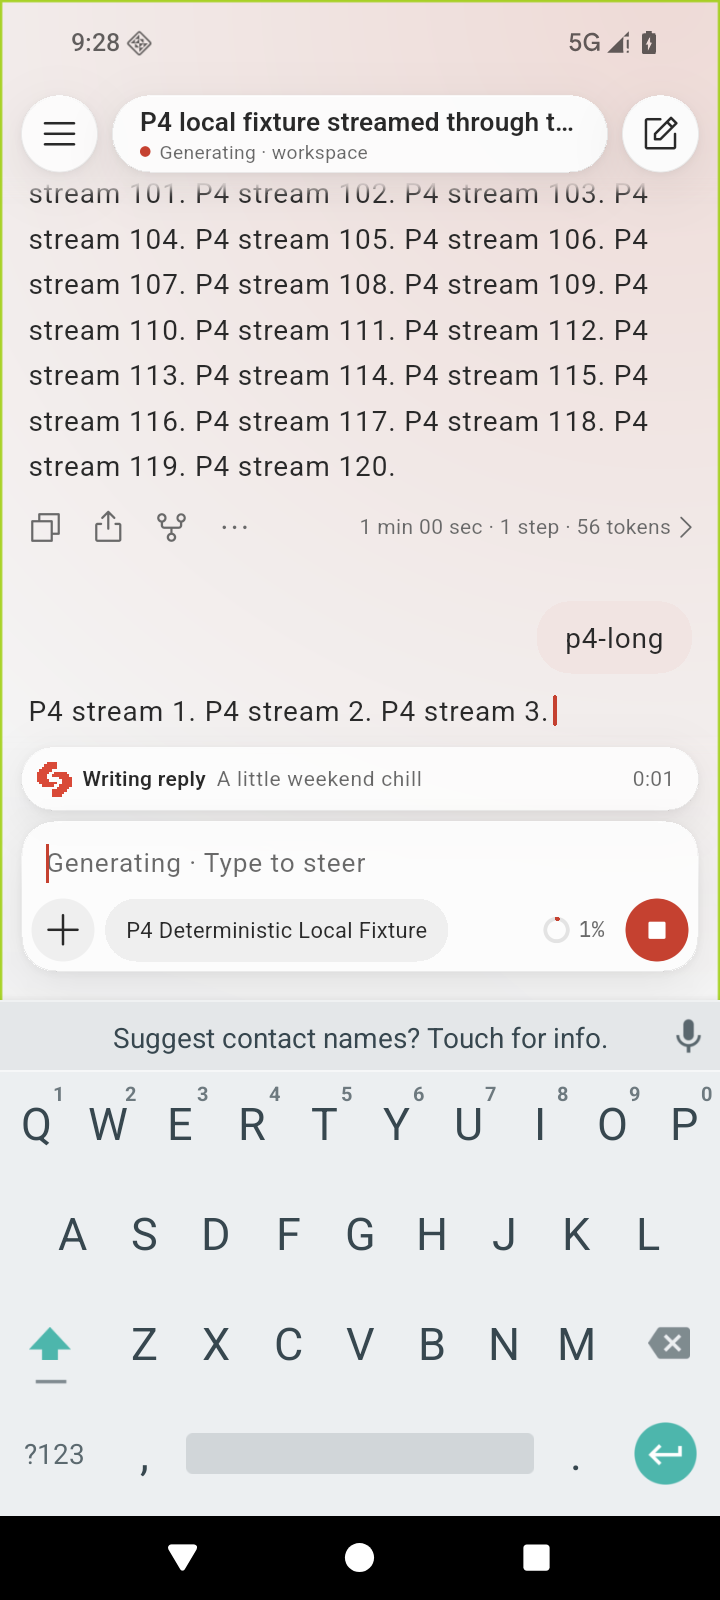 9:28
5G
P4 local fixture streamed through t...
Generating · workspace
stream 101. P4 stream 102. P4 stream 103. P4
stream 104. P4 stream 105. P4 stream 106. P4
stream 107. P4 stream 108. P4 stream 109. P4
stream 110. P4 stream 111. P4 stream 112. P4
stream 113. P4 stream 114. P4 stream 115. P4
stream 116. P4 stream 117. P4 stream 118. P4
stream 119. P4 stream 120.
1 min 00 sec · 1 step · 56 tokens
p4-long
P4 stream 1. P4 stream 2. P4 stream 3.
Writing reply A little weekend chill 0:01
Generating · Type to steer
P4 Deterministic Local Fixture 1%
Suggest contact names? Touch for info.
1 2 3 4 5 6 7 8 9 0
Q W E R T Y U I O P
A S D F G H J K L
Z X C V B N M
?123 , .